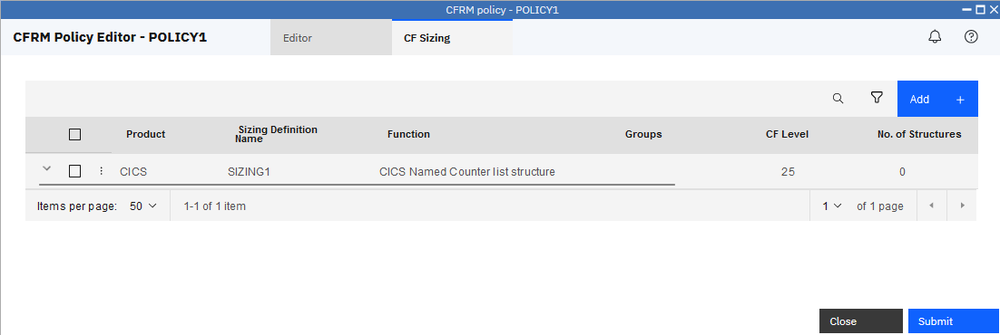 CFRM policy - POLICY1
CFRM Policy Editor - POLICY1
Editor
CF Sizing
Add +
Product
Sizing Definition
Name
Function
Groups
CF Level
No. of Structures
CICS
SIZING1
CICS Named Counter list structure
25
0
Items per page: 50
1-1 of 1 item
1
of 1 page
Close
Submit